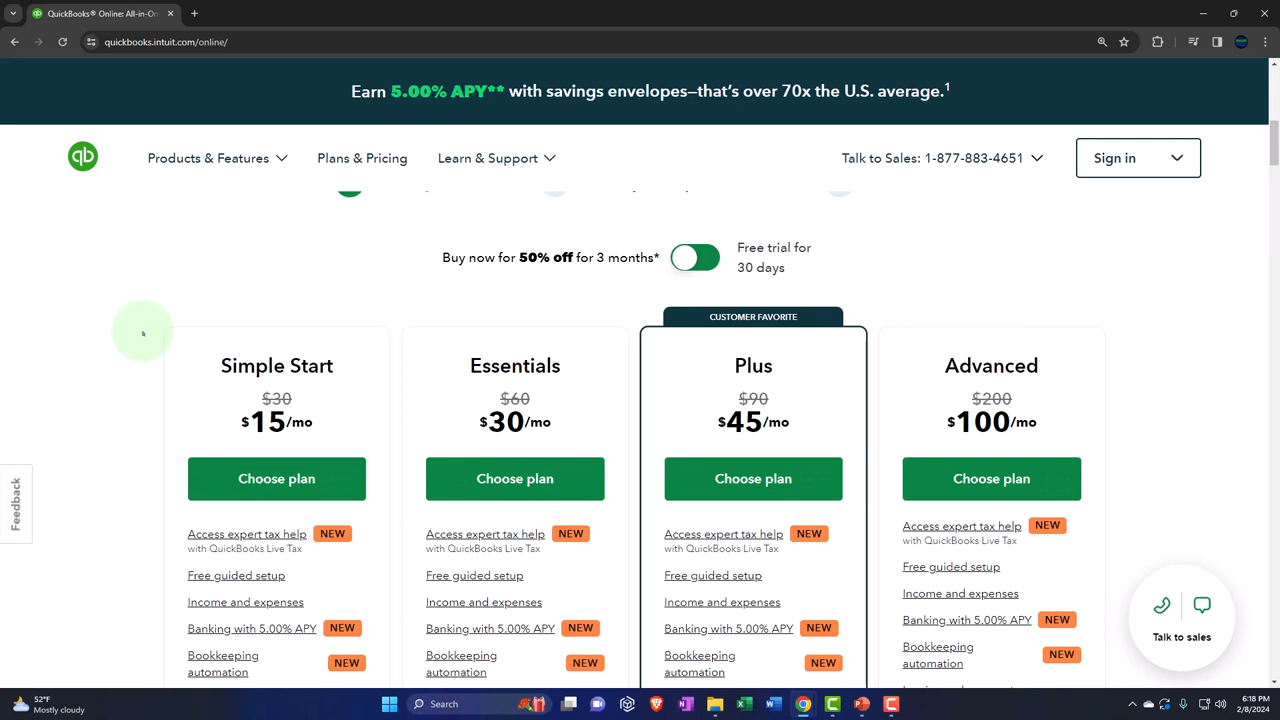 QuickBooks® Online: All-in-On
quickbooks.intuit.com/online/
Earn 5.00% APY** with savings envelopes—that's over 70x the U.S. average.¹
qb
Products & Features
Plans & Pricing
Learn & Support
Talk to Sales: 1-877-883-4651
Sign in
Buy now for 50% off for 3 months*
Free trial for
30 days
CUSTOMER FAVORITE
Simple Start
$30
$15/mo
Choose plan
Access expert tax help NEW
with QuickBooks Live Tax
Free guided setup
Income and expenses
Banking with 5.00% APY NEW
Bookkeeping
automation NEW
Essentials
$60
$30/mo
Choose plan
Access expert tax help NEW
with QuickBooks Live Tax
Free guided setup
Income and expenses
Banking with 5.00% APY NEW
Bookkeeping
automation NEW
Plus
$90
$45/mo
Choose plan
Access expert tax help NEW
with QuickBooks Live Tax
Free guided setup
Income and expenses
Banking with 5.00% APY NEW
Bookkeeping
automation NEW
Advanced
$200
$100/mo
Choose plan
Access expert tax help NEW
with QuickBooks Live Tax
Free guided setup
Income and expenses
Banking with 5.00% APY NEW
Bookkeeping
automation NEW
Feedback
Talk to sales
52°F
Mostly cloudy
Search
6:18 PM
2/8/2024